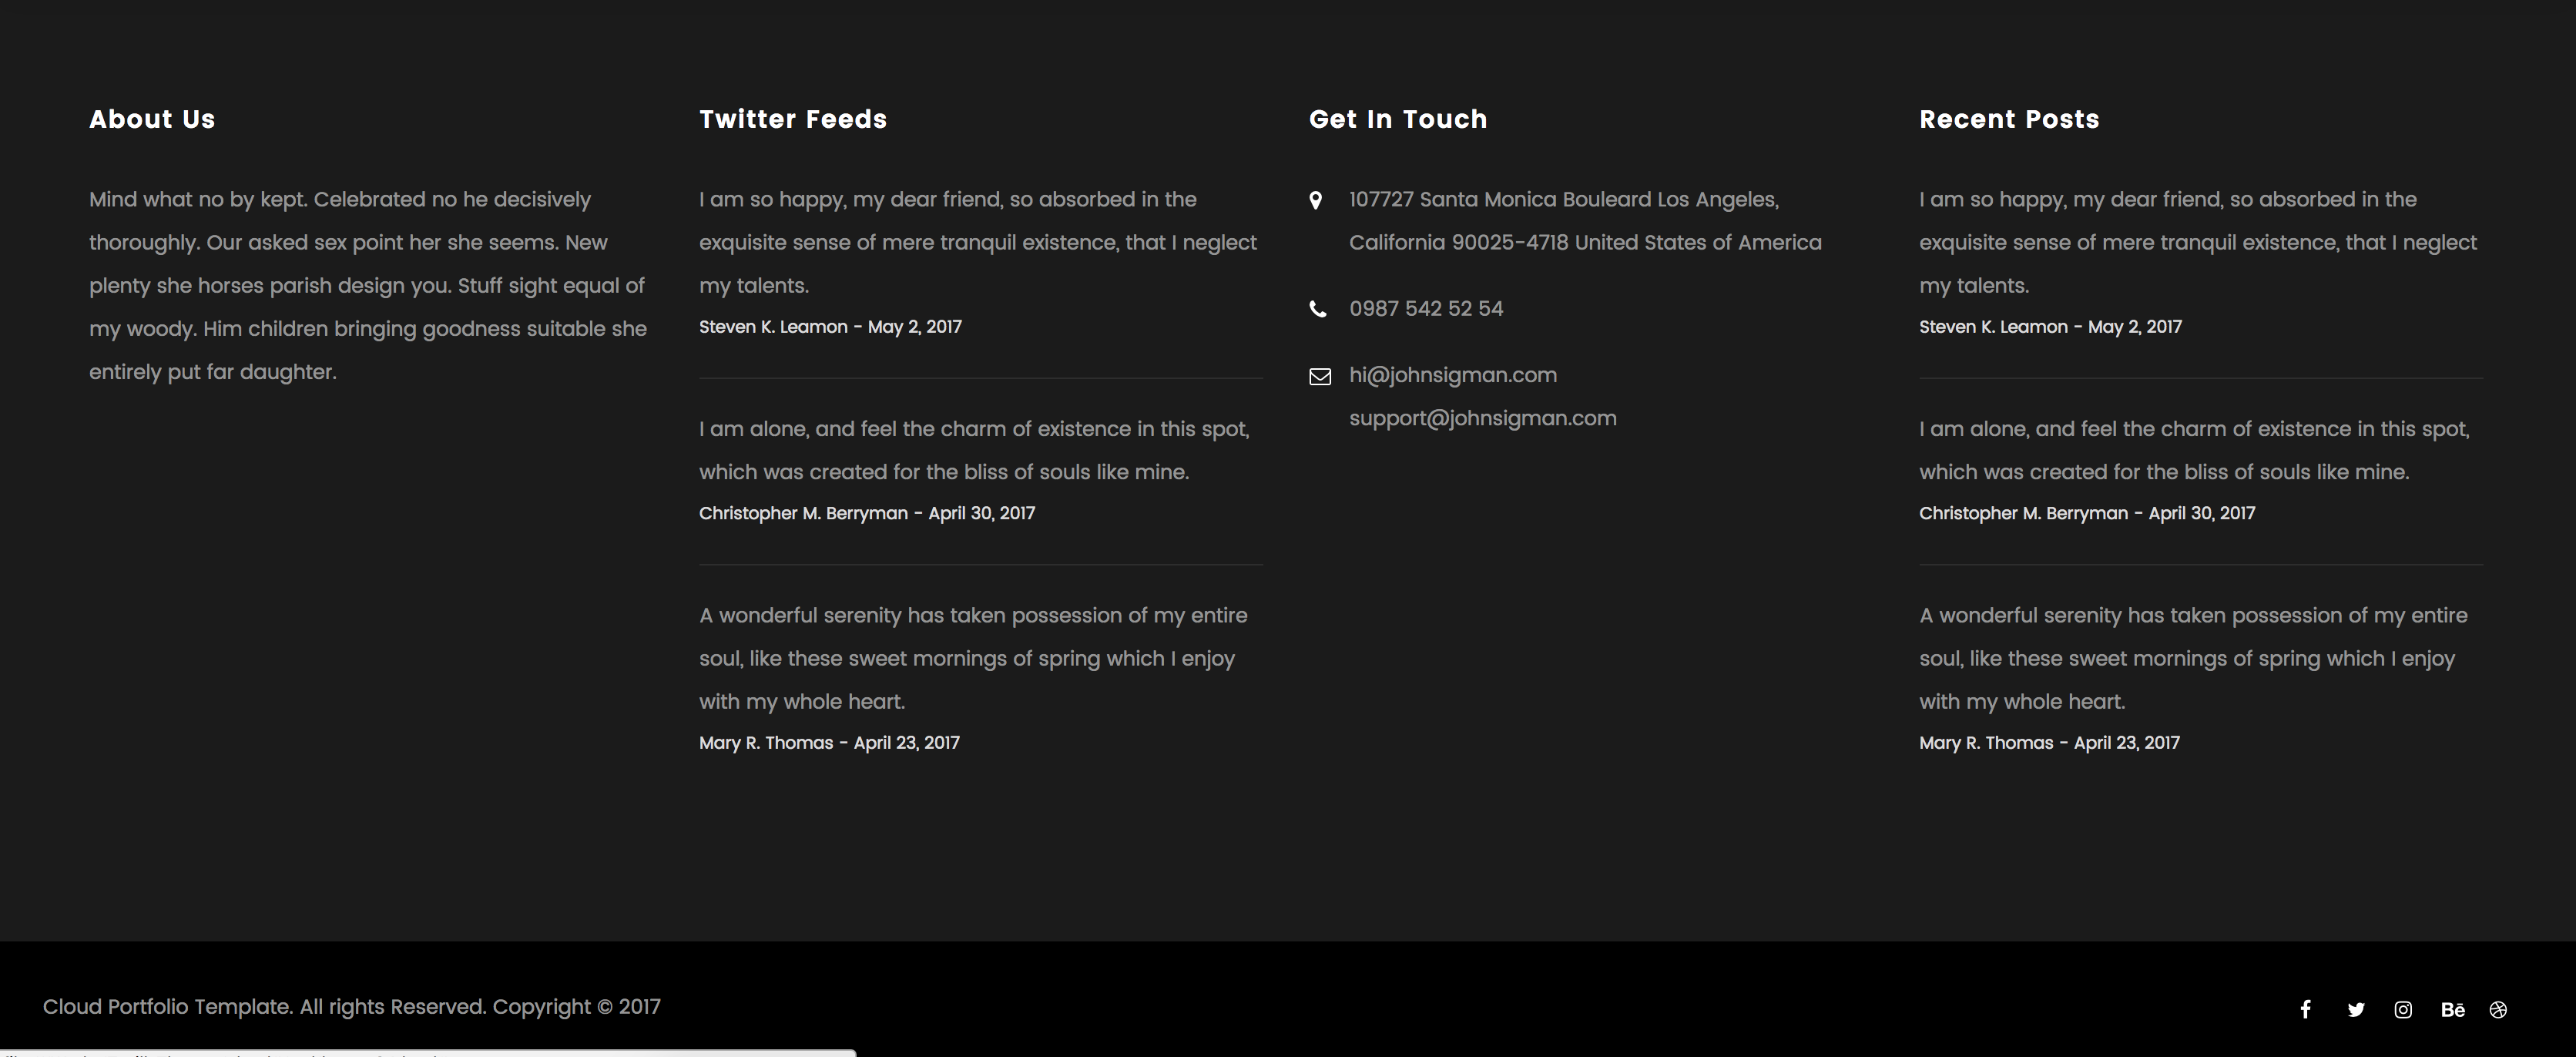 About Us
Mind what no by kept. Celebrated no he decisively
thoroughly. Our asked sex point her she seems. New
plenty she horses parish design you. Stuff sight equal of
my woody. Him children bringing goodness suitable she
entirely put far daughter.
Twitter Feeds
I am so happy, my dear friend, so absorbed in the
exquisite sense of mere tranquil existence, that I neglect
my talents.
Steven K. Leamon - May 2, 2017
I am alone, and feel the charm of existence in this spot,
which was created for the bliss of souls like mine.
Christopher M. Berryman - April 30, 2017
A wonderful serenity has taken possession of my entire
soul, like these sweet mornings of spring which I enjoy
with my whole heart.
Mary R. Thomas - April 23, 2017
Get In Touch
107727 Santa Monica Bouleard Los Angeles,
California 90025-4718 United States of America
0987 542 52 54
hi@johnsigman.com
support@johnsigman.com
Recent Posts
I am so happy, my dear friend, so absorbed in the
exquisite sense of mere tranquil existence, that I neglect
my talents.
Steven K. Leamon - May 2, 2017
I am alone, and feel the charm of existence in this spot,
which was created for the bliss of souls like mine.
Christopher M. Berryman - April 30, 2017
A wonderful serenity has taken possession of my entire
soul, like these sweet mornings of spring which I enjoy
with my whole heart.
Mary R. Thomas - April 23, 2017
Cloud Portfolio Template. All rights Reserved. Copyright © 2017
Bē